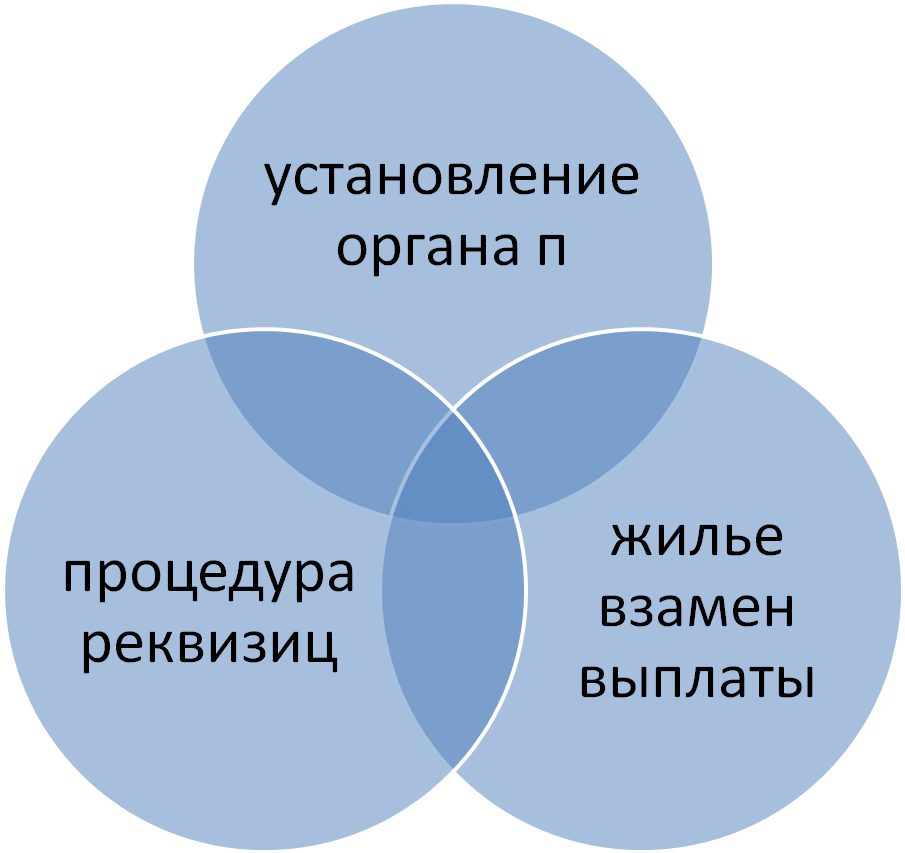 установление
органа п
процедура
реквизиц
жилье
взамен
выплаты